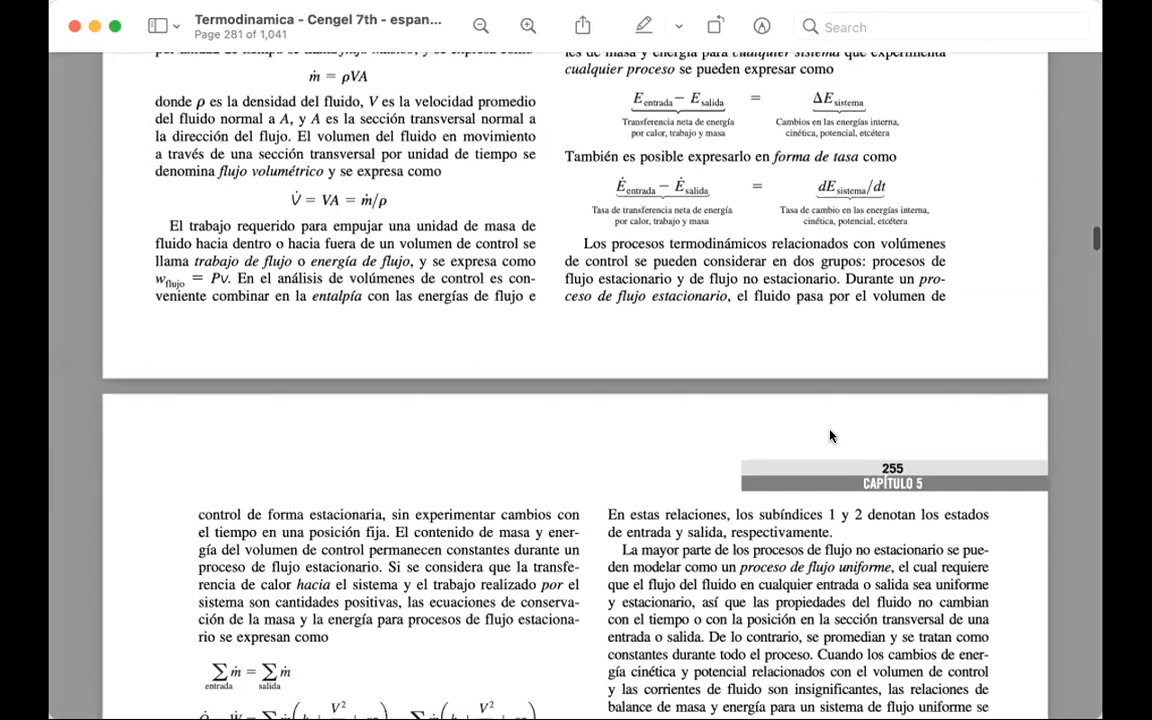 Termodinamica - Cengel 7th - espan...
Page 281 of 1,041
Search
ṁ = ρVA
donde ρ es la densidad del fluido, V es la velocidad promedio
del fluido normal a A, y A es la sección transversal normal a
la dirección del flujo. El volumen del fluido en movimiento
a través de una sección transversal por unidad de tiempo se
denomina flujo volumétrico y se expresa como
V̇ = VA = ṁ/ρ
El trabajo requerido para empujar una unidad de masa de
fluido hacia dentro o hacia fuera de un volumen de control se
llama trabajo de flujo o energía de flujo, y se expresa como
wflujo = Pv. En el análisis de volúmenes de control es con-
veniente combinar en la entalpía con las energías de flujo e
les de masa y energía para cualquier sistema que experimenta
cualquier proceso se pueden expresar como
Eentrada − Esalida = ΔEsistema
Transferencia neta de energía
por calor, trabajo y masa
Cambios en las energías interna,
cinética, potencial, etcétera
También es posible expresarlo en forma de tasa como
Ėentrada − Ėsalida = dEsistema/dt
Tasa de transferencia neta de energía
por calor, trabajo y masa
Tasa de cambio en las energías interna,
cinética, potencial, etcétera
Los procesos termodinámicos relacionados con volúmenes
de control se pueden considerar en dos grupos: procesos de
flujo estacionario y de flujo no estacionario. Durante un pro-
ceso de flujo estacionario, el fluido pasa por el volumen de
255
CAPÍTULO 5
control de forma estacionaria, sin experimentar cambios con
el tiempo en una posición fija. El contenido de masa y ener-
gía del volumen de control permanecen constantes durante un
proceso de flujo estacionario. Si se considera que la transfe-
rencia de calor hacia el sistema y el trabajo realizado por el
sistema son cantidades positivas, las ecuaciones de conserva-
ción de la masa y la energía para procesos de flujo estaciona-
rio se expresan como
∑ṁ = ∑ṁ
entrada salida
En estas relaciones, los subíndices 1 y 2 denotan los estados
de entrada y salida, respectivamente.
La mayor parte de los procesos de flujo no estacionario se pue-
den modelar como un proceso de flujo uniforme, el cual requiere
que el flujo del fluido en cualquier entrada o salida sea uniforme
y estacionario, así que las propiedades del fluido no cambian
con el tiempo o con la posición en la sección transversal de una
entrada o salida. De lo contrario, se promedian y se tratan como
constantes durante todo el proceso. Cuando los cambios de ener-
gía cinética y potencial relacionados con el volumen de control
y las corrientes de fluido son insignificantes, las relaciones de
balance de masa y energía para un sistema de flujo uniforme se